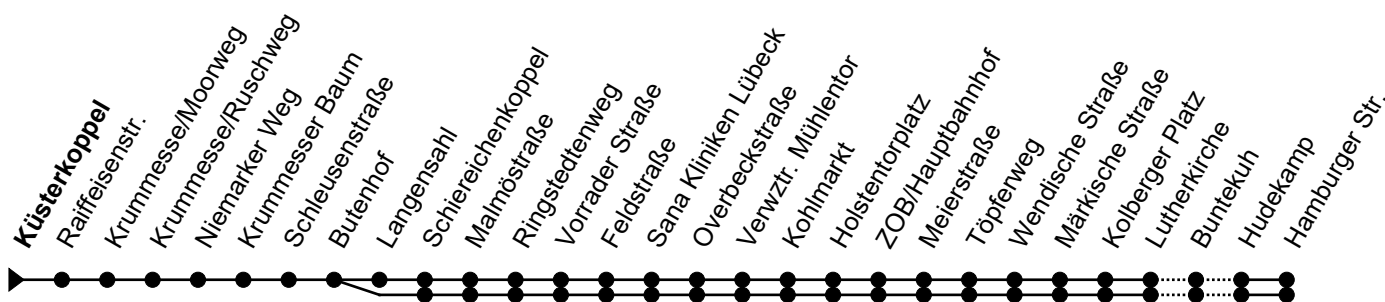 Küsterkoppel
Raiffeisenstr.
Krummesse/Moorweg
Krummesse/Ruschweg
Niemarker Weg
Krummesser Baum
Schleusenstraße
Butenhof
Langensahl
Schiereichenkoppel
Malmöstraße
Ringstedtenweg
Vorrader Straße
Feldstraße
Sana Kliniken Lübeck
Overbeckstraße
Verwztr. Mühlentor
Kohlmarkt
Holstentorplatz
ZOB/Hauptbahnhof
Meierstraße
Töpferweg
Wendische Straße
Märkische Straße
Kolberger Platz
Lutherkirche
Buntekuh
Hudekamp
Hamburger Str.